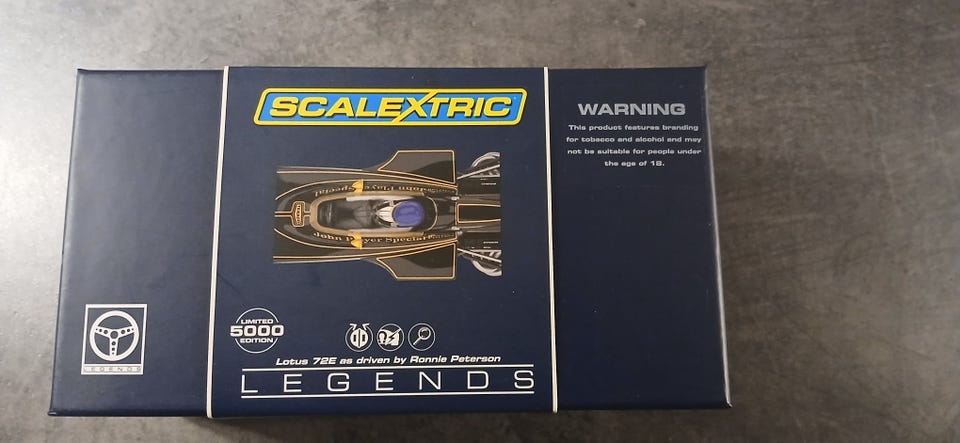 SCALEXTRIC
WARNING
This product features branding
for tobacco and alcohol and may
not be suitable for people under
the age of 18.
John Player Special
John Player Special
LIMITED
5000
EDITION
Lotus 72E as driven by Ronnie Peterson
LEGENDS
LEGENDS